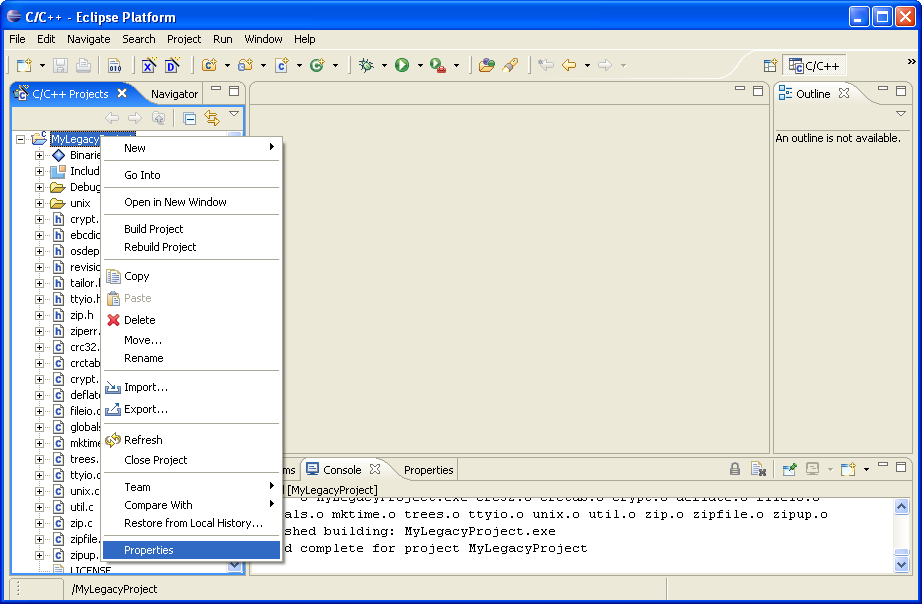 C/C++ - Eclipse Platform
File Edit Navigate Search Project Run Window Help
C/C++
C/C++ Projects
Navigator
Outline
An outline is not available.
MyLegacyPro
Binarie
Includ
Debug
unix
crypt.
ebcdic
osdep
revisio
tailor.h
ttyio.h
zip.h
ziperr.
crc32.
crctab
crypt.
deflate
fileio.c
globals
mktime
trees.
ttyio.c
unix.c
util.c
zip.c
zipfile.
zipup.
LICENSE
New
Go Into
Open in New Window
Build Project
Rebuild Project
Copy
Paste
Delete
Move...
Rename
Import...
Export...
Refresh
Close Project
Team
Compare With
Restore from Local History...
Properties
ms
Console
Properties
[MyLegacyProject]
als.o mktime.o trees.o ttyio.o unix.o util.o zip.o zipfile.o zipup.o
shed building: MyLegacyProject.exe
d complete for project MyLegacyProject
/MyLegacyProject